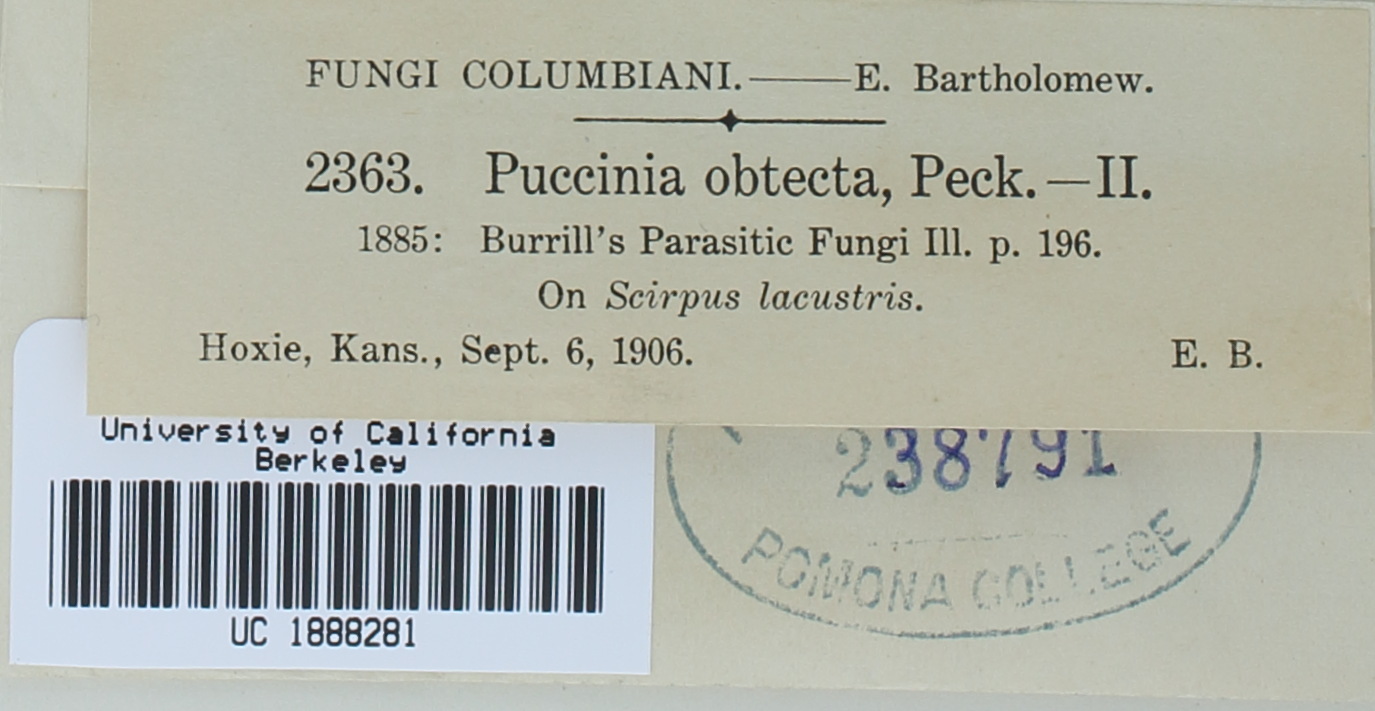 FUNGI COLUMBIANI.——E. Bartholomew.
2363. Puccinia obtecta, Peck.—II.
1885: Burrill's Parasitic Fungi Ill. p. 196.
On Scirpus lacustris.
Hoxie, Kans., Sept. 6, 1906. E. B.
University of California
Berkeley
UC 1888281
238791
POMONA COLLEGE